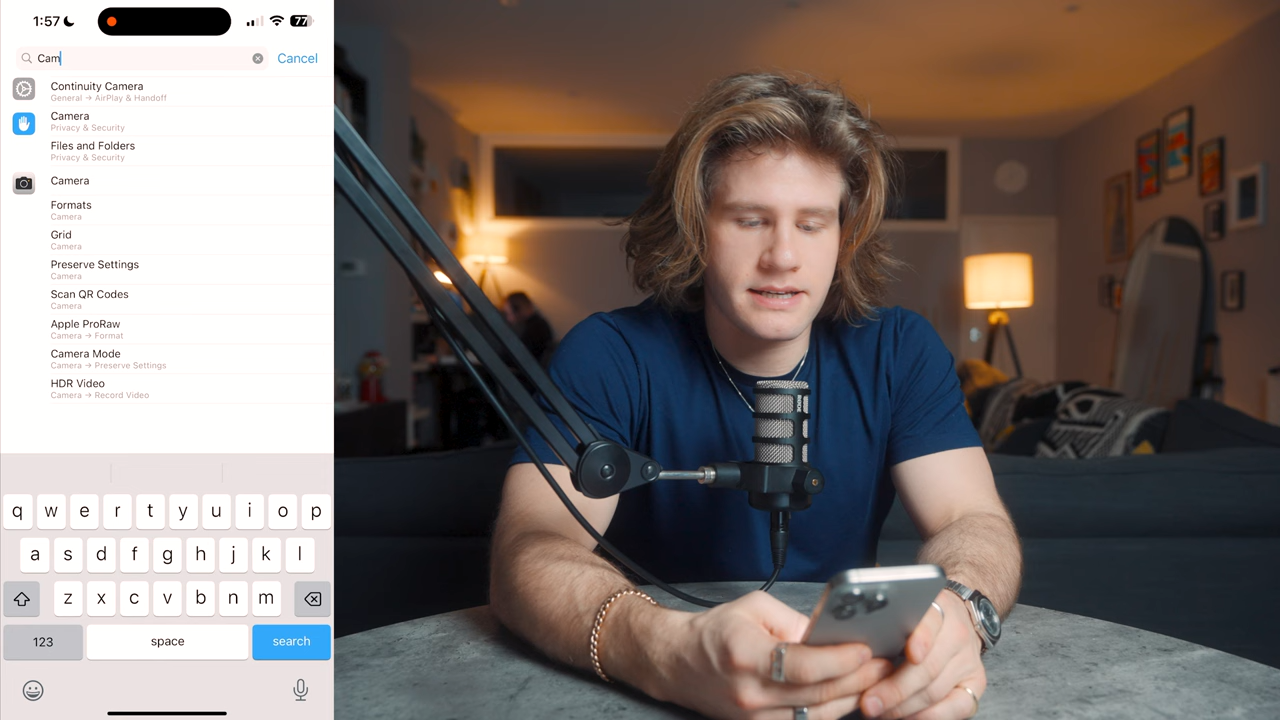 1:57
77
Cam
Cancel
Continuity Camera
General → AirPlay & Handoff
Camera
Privacy & Security
Files and Folders
Privacy & Security
Camera
Formats
Camera
Grid
Camera
Preserve Settings
Camera
Scan QR Codes
Camera
Apple ProRaw
Camera → Format
Camera Mode
Camera → Preserve Settings
HDR Video
Camera → Record Video
q w e r t y u i o p
a s d f g h j k l
z x c v b n m
123
space
search
RØDE